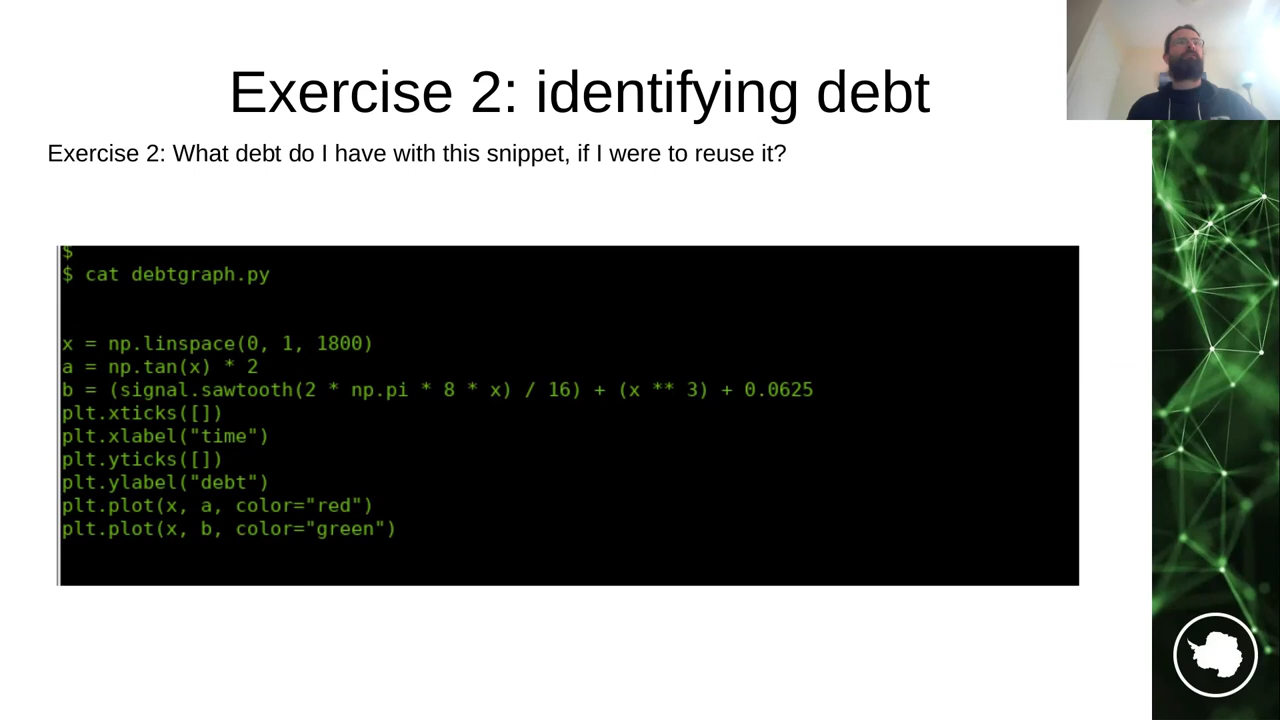 Exercise 2: identifying debt
Exercise 2: What debt do I have with this snippet, if I were to reuse it?
$
$ cat debtgraph.py
x = np.linspace(0, 1, 1800)
a = np.tan(x) * 2
b = (signal.sawtooth(2 * np.pi * 8 * x) / 16) + (x ** 3) + 0.0625
plt.xticks([])
plt.xlabel("time")
plt.yticks([])
plt.ylabel("debt")
plt.plot(x, a, color="red")
plt.plot(x, b, color="green")